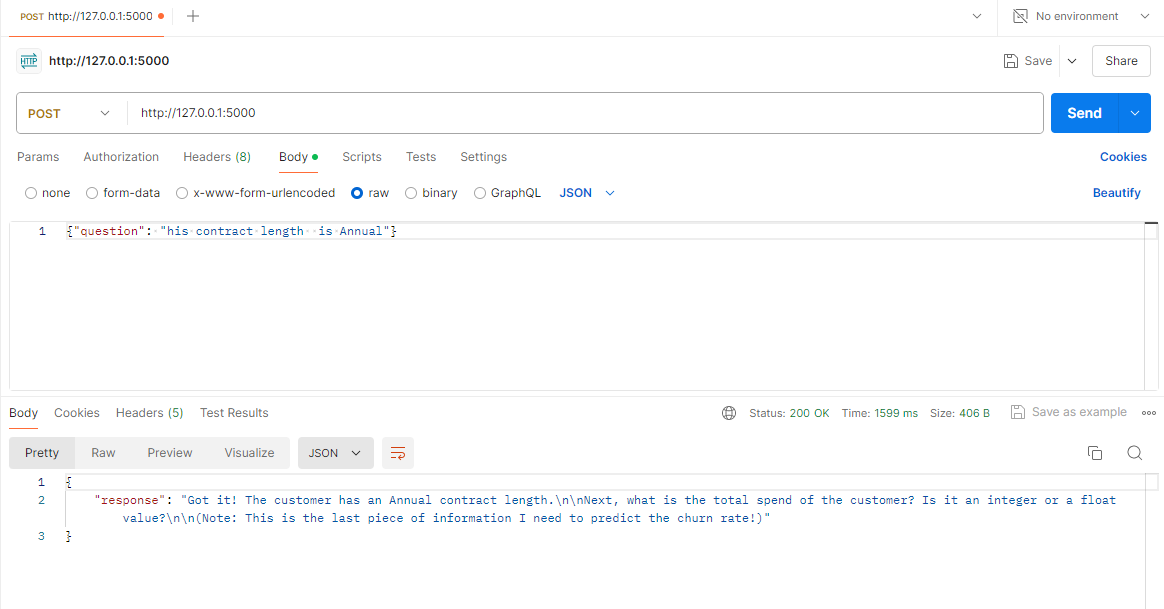 POST http://127.0.0.1:5000 No environment
HTTP http://127.0.0.1:5000 Save Share
POST http://127.0.0.1:5000 Send
Params Authorization Headers (8) Body Scripts Tests Settings Cookies
none form-data x-www-form-urlencoded raw binary GraphQL JSON Beautify
1 {"question": "his contract length  is Annual"}
Body Cookies Headers (5) Test Results Status: 200 OK Time: 1599 ms Size: 406 B Save as example
Pretty Raw Preview Visualize JSON
1 {
2 "response": "Got it! The customer has an Annual contract length.\n\nNext, what is the total spend of the customer? Is it an integer or a float
value?\n\n(Note: This is the last piece of information I need to predict the churn rate!)"
3 }